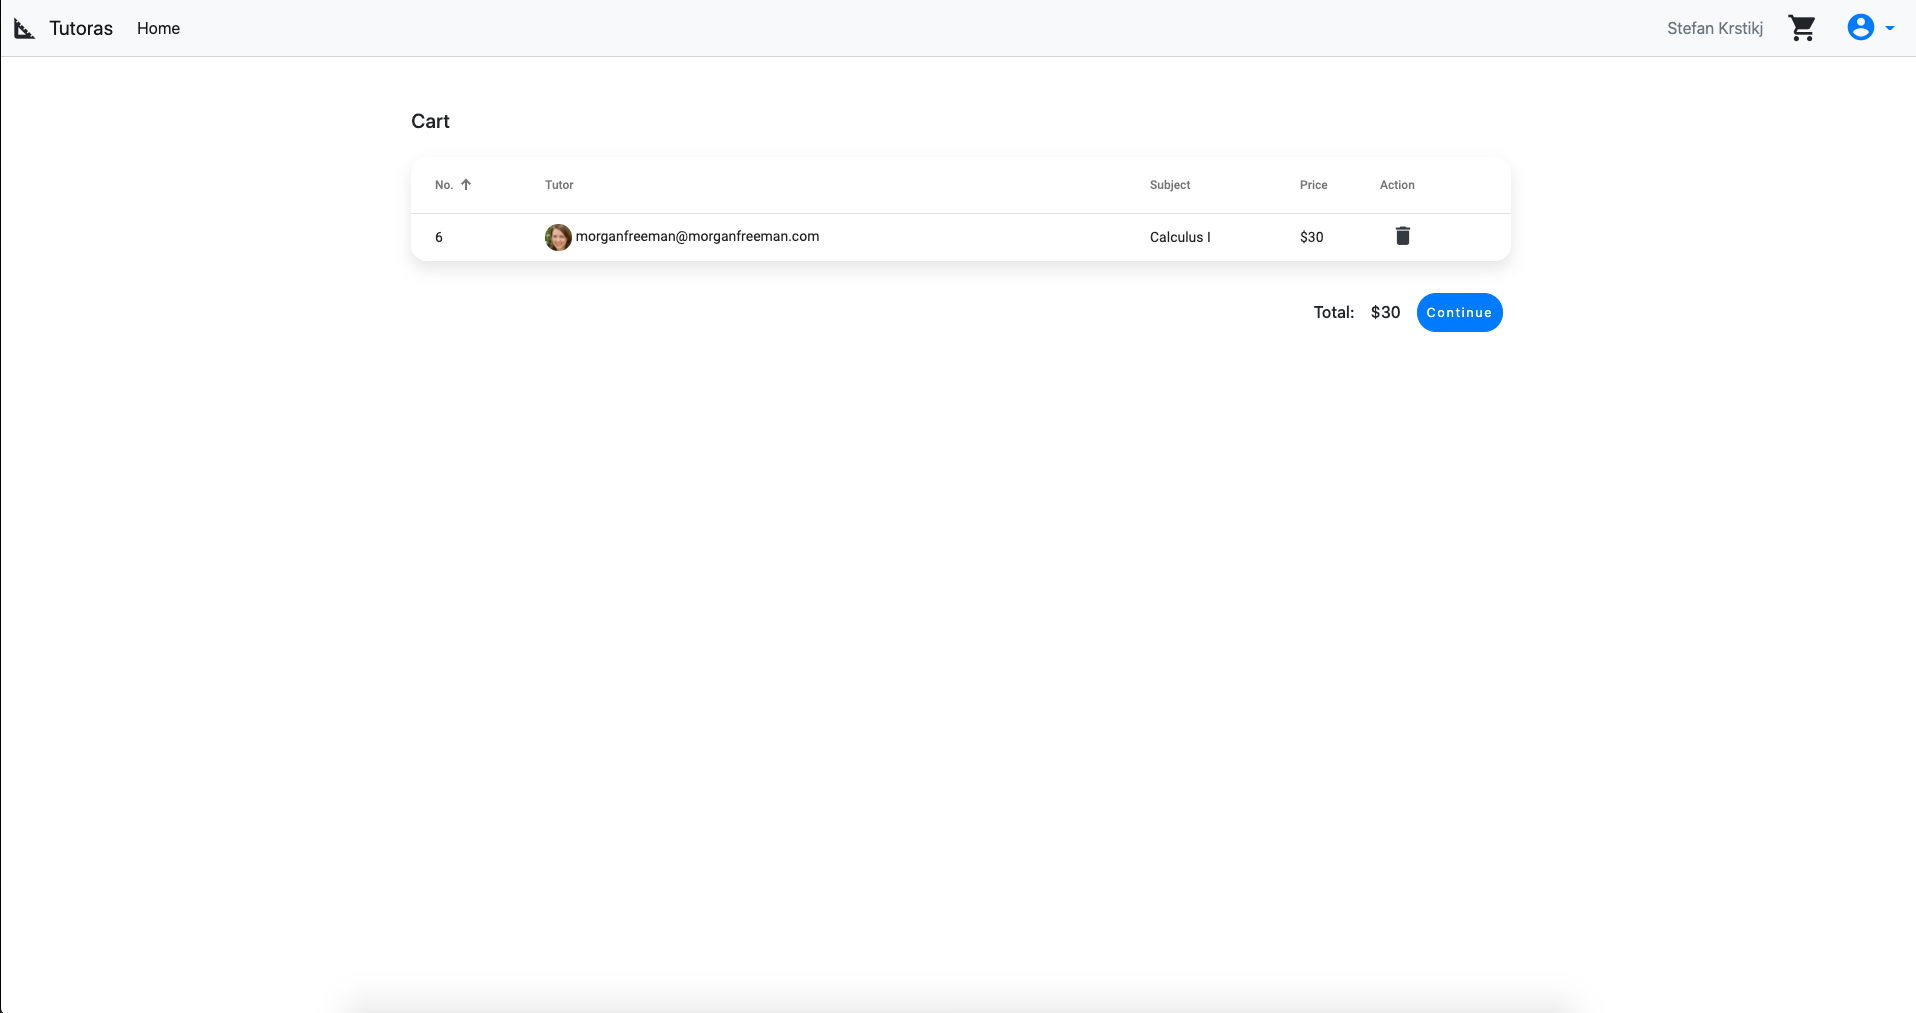 Tutoras Home Stefan Krstikj
Cart
No. Tutor Subject Price Action
6 morganfreeman@morganfreeman.com Calculus I $30
Total: $30 Continue